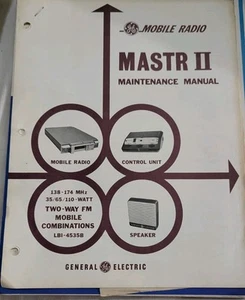 GE MOBILE RADIO
MASTR II
MAINTENANCE MANUAL
MOBILE RADIO
CONTROL UNIT
138-174 MHz
35/65/110-WATT
TWO-WAY FM
MOBILE
COMBINATIONS
LBI-4535B
SPEAKER
GENERAL GE ELECTRIC